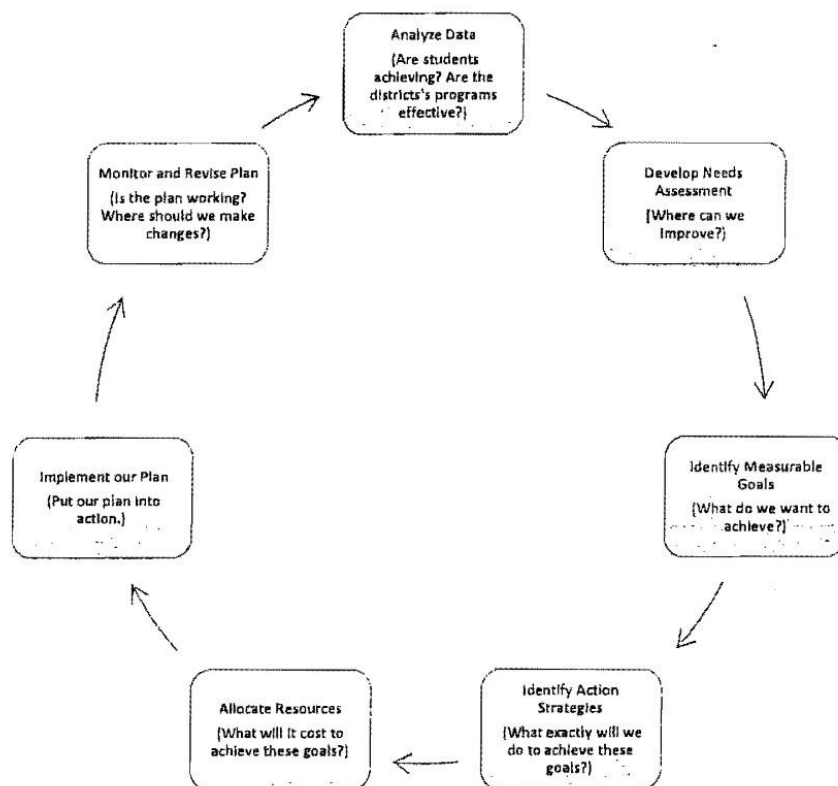 Analyze Data
(Are students
achieving? Are the
districts's programs
effective?)
Develop Needs
Assessment
(Where can we
Improve?)
Identify Measurable
Goals
(What do we want to
achieve?)
Identify Action
Strategies
(What exactly will we
do to achieve these
goals?)
Allocate Resources
(What will it cost to
achieve these goals?)
Implement our Plan
(Put our plan into
action.)
Monitor and Revise Plan
(Is the plan working?
Where should we make
changes?)